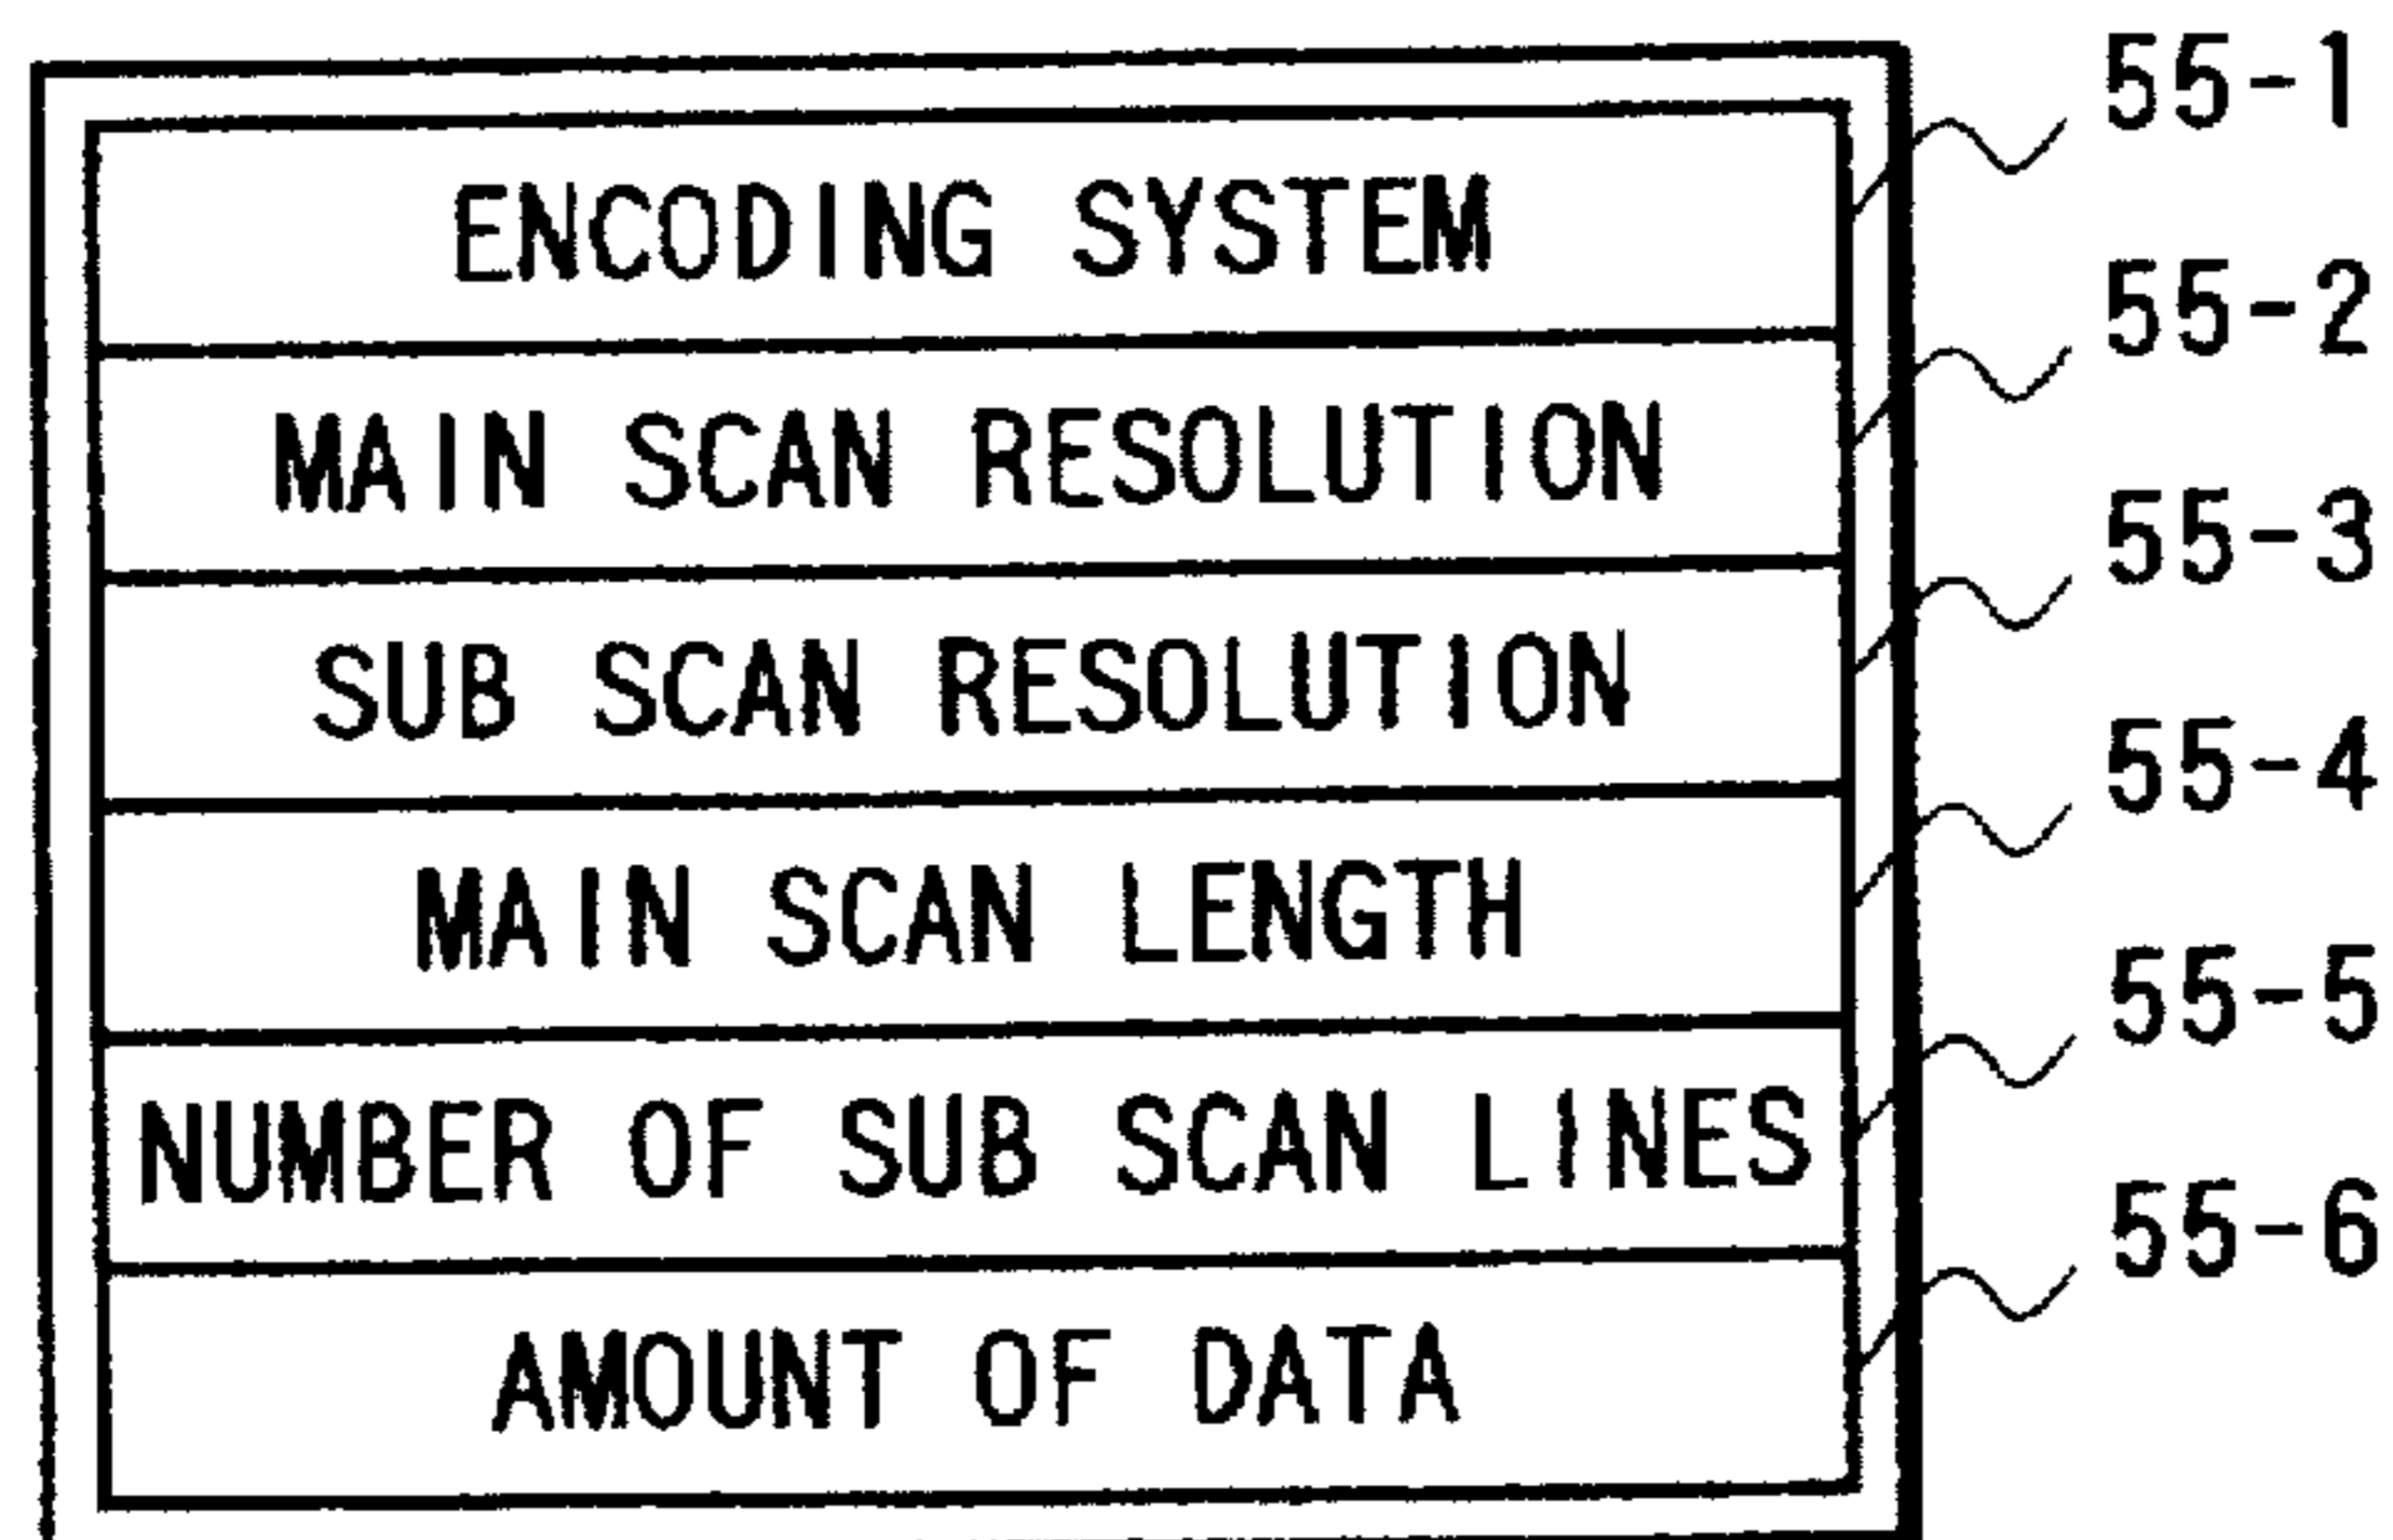 55-1
ENCODING SYSTEM
55-2
MAIN SCAN RESOLUTION
55-3
SUB SCAN RESOLUTION
55-4
MAIN SCAN LENGTH
55-5
NUMBER OF SUB SCAN LINES
55-6
AMOUNT OF DATA